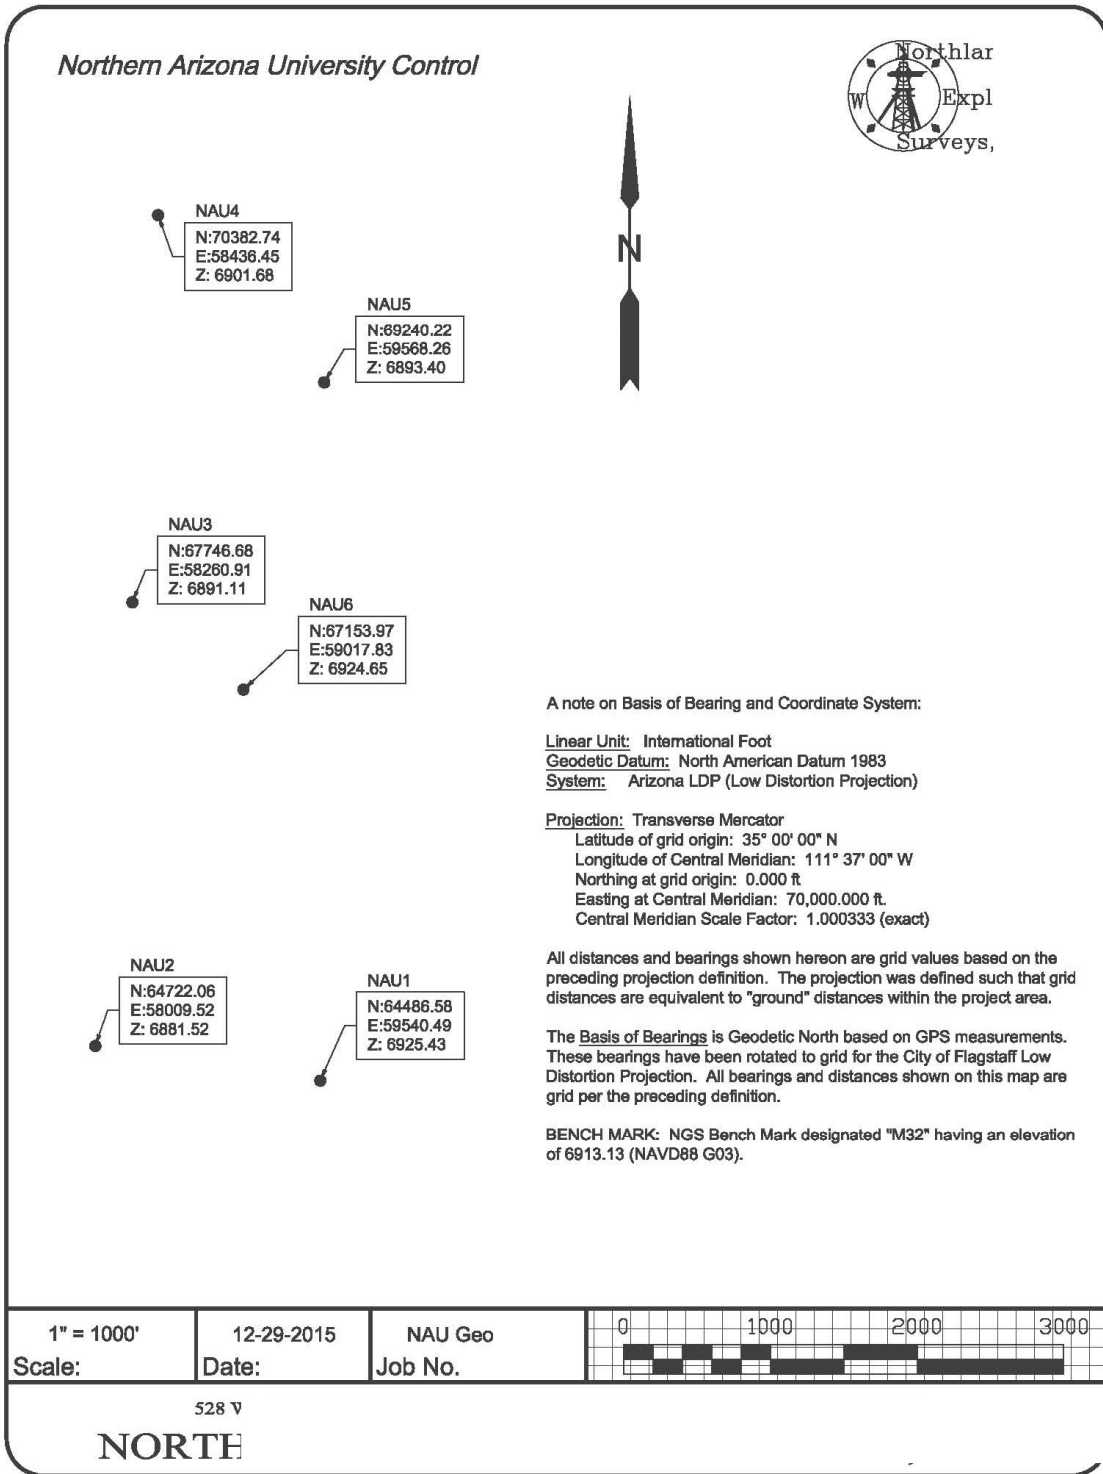 Northern Arizona University Control
Northlar
W
Expl
Surveys,
N
NAU4
N:70382.74
E:58436.45
Z: 6901.68
NAU5
N:69240.22
E:59568.26
Z: 6893.40
NAU3
N:67746.68
E:58260.91
Z: 6891.11
NAU6
N:67153.97
E:59017.83
Z: 6924.65
A note on Basis of Bearing and Coordinate System:
Linear Unit: International Foot
Geodetic Datum: North American Datum 1983
System: Arizona LDP (Low Distortion Projection)
Projection: Transverse Mercator
Latitude of grid origin: 35° 00' 00" N
Longitude of Central Meridian: 111° 37' 00" W
Northing at grid origin: 0.000 ft
Easting at Central Meridian: 70,000.000 ft.
Central Meridian Scale Factor: 1.000333 (exact)
All distances and bearings shown hereon are grid values based on the
preceding projection definition. The projection was defined such that grid
distances are equivalent to "ground" distances within the project area.
The Basis of Bearings is Geodetic North based on GPS measurements.
These bearings have been rotated to grid for the City of Flagstaff Low
Distortion Projection. All bearings and distances shown on this map are
grid per the preceding definition.
BENCH MARK: NGS Bench Mark designated "M32" having an elevation
of 6913.13 (NAVD88 G03).
NAU2
N:64722.06
E:58009.52
Z: 6881.52
NAU1
N:64486.58
E:59540.49
Z: 6925.43
1" = 1000'
Scale:
12-29-2015
Date:
NAU Geo
Job No.
0 1000 2000 3000
528 W
NORTH